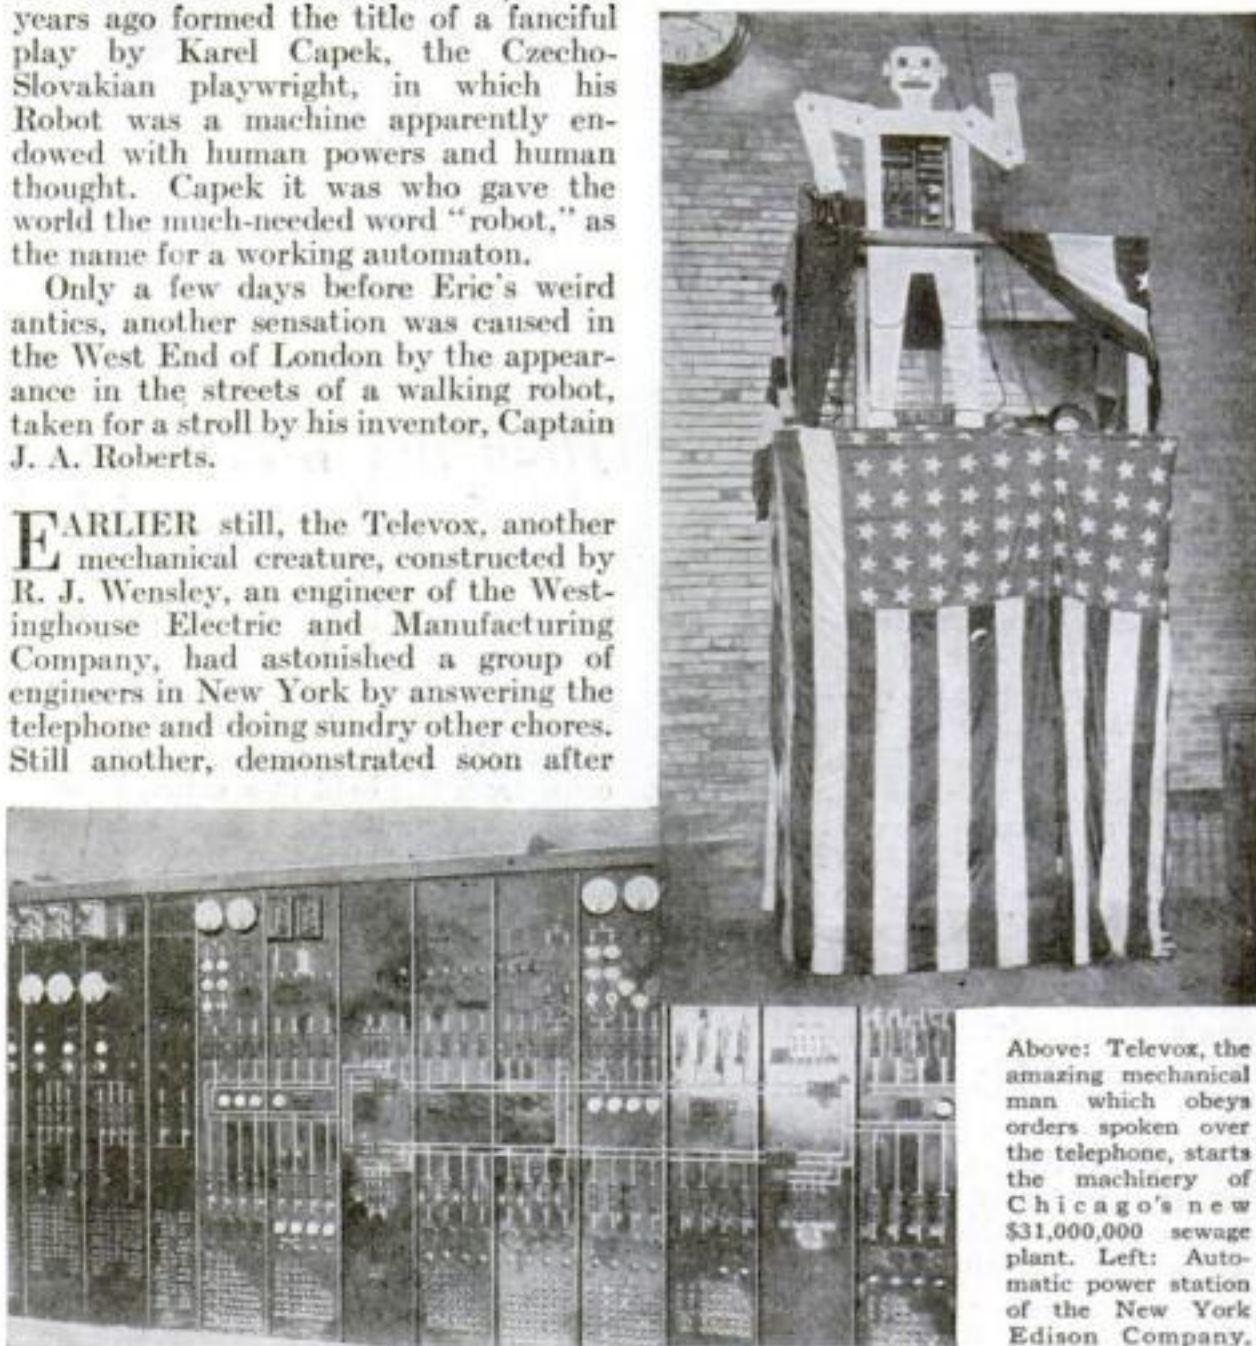 years ago formed the title of a fanciful
play by Karel Capek, the Czecho-
Slovakian playwright, in which his
Robot was a machine apparently en-
dowed with human powers and human
thought. Capek it was who gave the
world the much-needed word "robot," as
the name for a working automaton.
Only a few days before Eric's weird
antics, another sensation was caused in
the West End of London by the appear-
ance in the streets of a walking robot,
taken for a stroll by his inventor, Captain
J. A. Roberts.
EARLIER still, the Televox, another
mechanical creature, constructed by
R. J. Wensley, an engineer of the West-
inghouse Electric and Manufacturing
Company, had astonished a group of
engineers in New York by answering the
telephone and doing sundry other chores.
Still another, demonstrated soon after
Above: Televox, the
amazing mechanical
man which obeys
orders spoken over
the telephone, starts
the machinery of
Chicago's new
$31,000,000 sewage
plant. Left: Auto-
matic power station
of the New York
Edison Company.